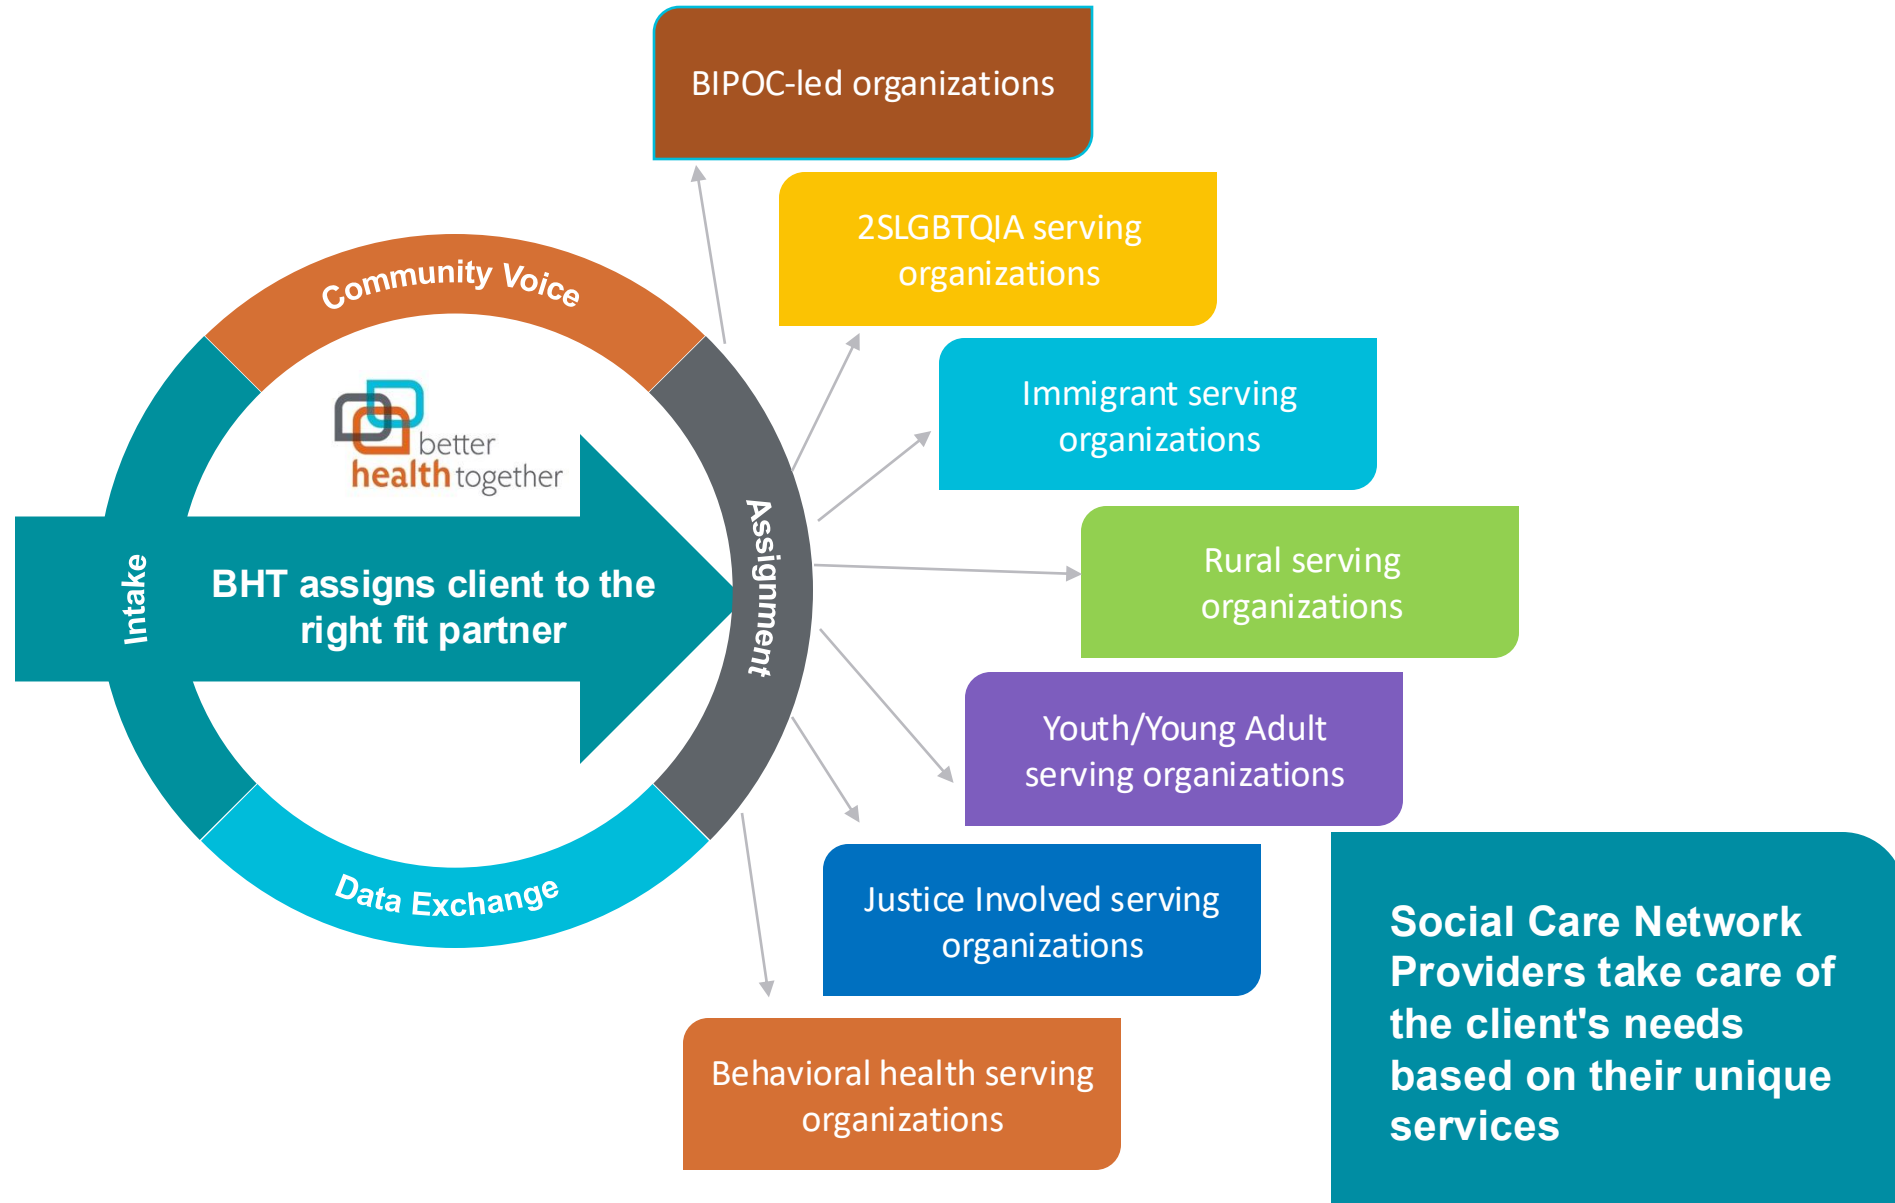 BIPOC-led organizations
2SLGBTQIA serving
organizations
Community Voice
Immigrant serving
organizations
better
health together
Assignment
Rural serving
organizations
Intake
BHT assigns client to the
right fit partner
Youth/Young Adult
serving organizations
Data Exchange
Justice Involved serving
organizations
Behavioral health serving
organizations
Social Care Network
Providers take care of
the client's needs
based on their unique
services